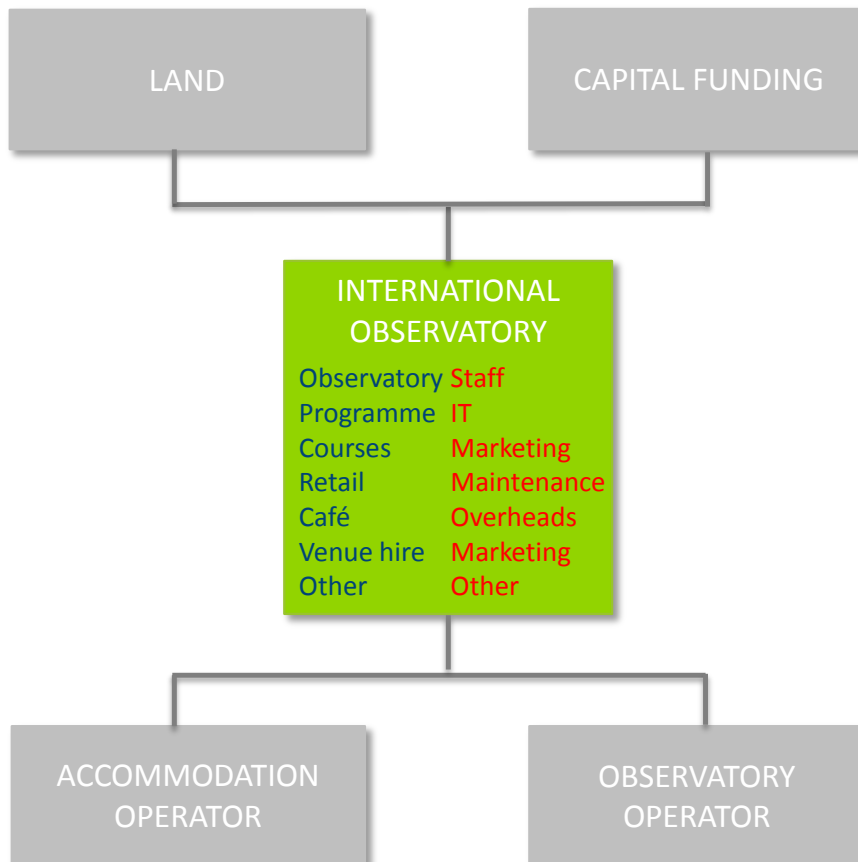 LAND
CAPITAL FUNDING
INTERNATIONAL
OBSERVATORY
Observatory Staff
Programme IT
Courses Marketing
Retail Maintenance
Café Overheads
Venue hire Marketing
Other Other
ACCOMMODATION
OPERATOR
OBSERVATORY
OPERATOR